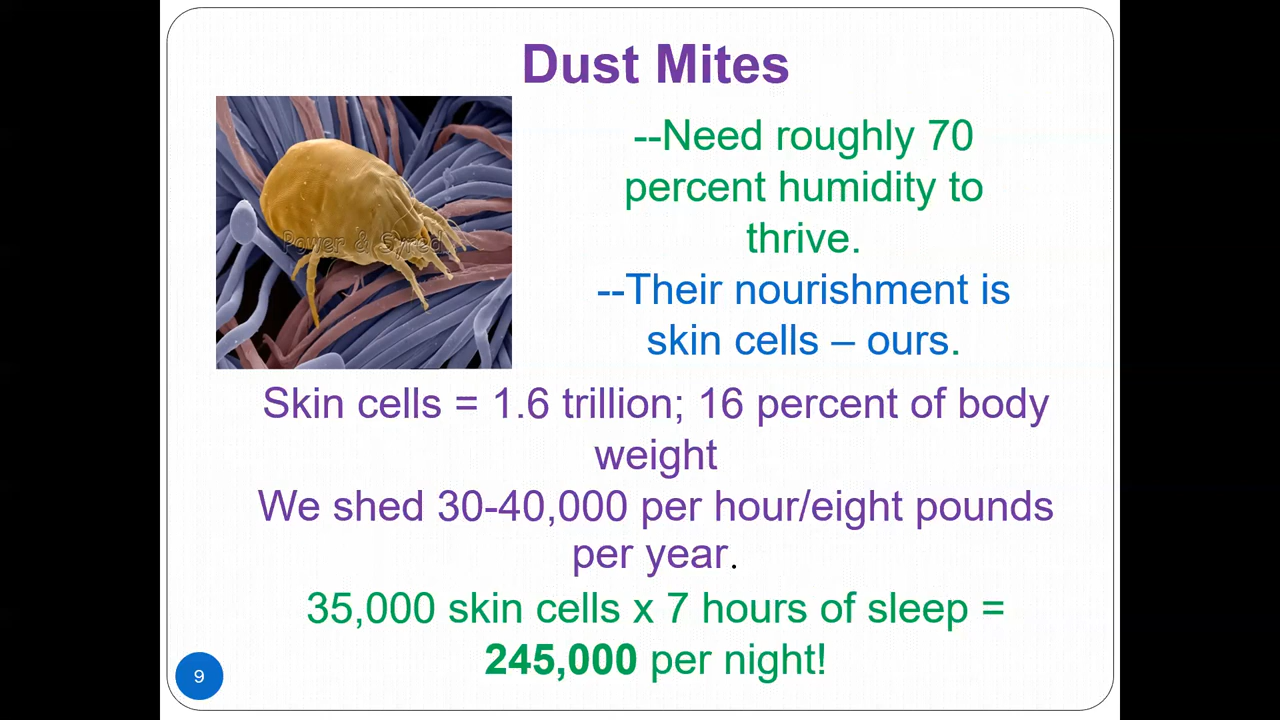 Dust Mites
Power & Syred
--Need roughly 70
percent humidity to
thrive.
--Their nourishment is
skin cells – ours.
Skin cells = 1.6 trillion; 16 percent of body
weight
We shed 30-40,000 per hour/eight pounds
per year.
35,000 skin cells x 7 hours of sleep =
245,000 per night!
9